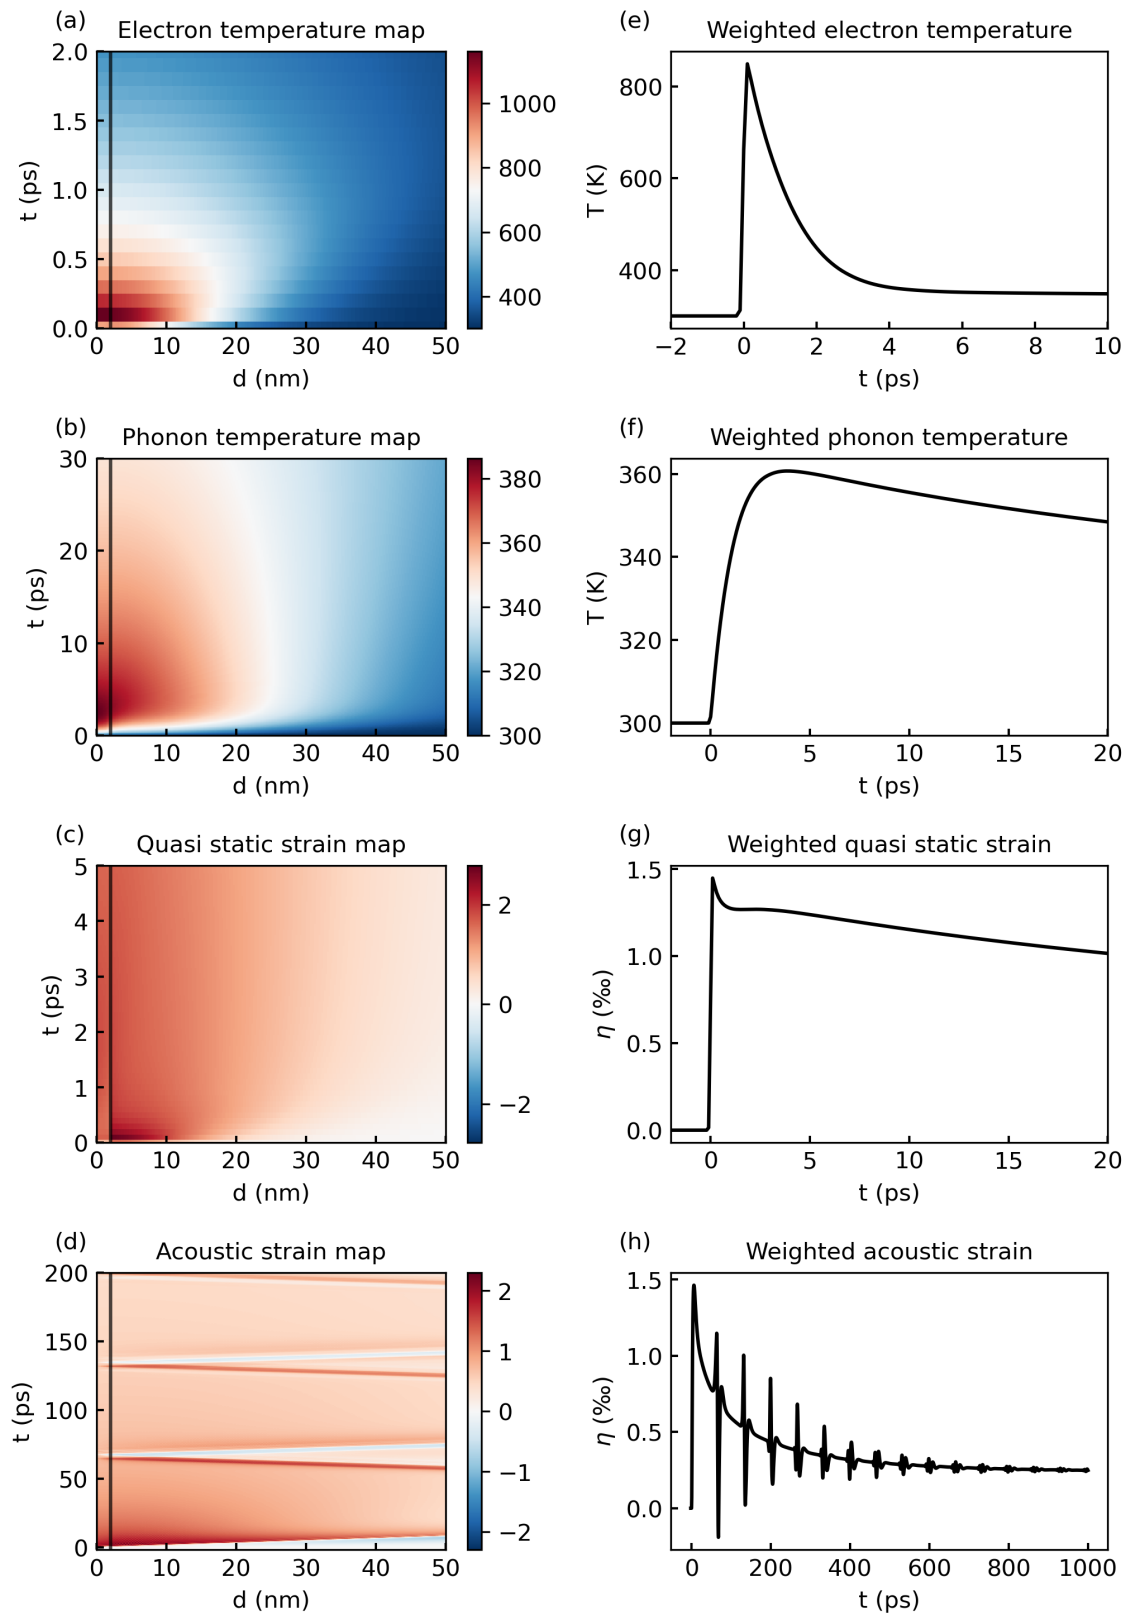 (a)
Electron temperature map
2.0
1.5
1.0
0.5
0.0
t (ps)
0 10 20 30 40 50
d (nm)
1000
800
600
400
(e)
Weighted electron temperature
800
600
400
T (K)
−2 0 2 4 6 8 10
t (ps)
(b)
Phonon temperature map
30
20
10
0
t (ps)
0 10 20 30 40 50
d (nm)
380
360
340
320
300
(f)
Weighted phonon temperature
360
340
320
300
T (K)
0 5 10 15 20
t (ps)
(c)
Quasi static strain map
5
4
3
2
1
0
t (ps)
0 10 20 30 40 50
d (nm)
2
0
−2
(g)
Weighted quasi static strain
1.5
1.0
0.5
0.0
η (‰)
0 5 10 15 20
t (ps)
(d)
Acoustic strain map
200
150
100
50
0
t (ps)
0 10 20 30 40 50
d (nm)
2
1
0
−1
−2
(h)
Weighted acoustic strain
1.5
1.0
0.5
0.0
η (‰)
0 200 400 600 800 1000
t (ps)